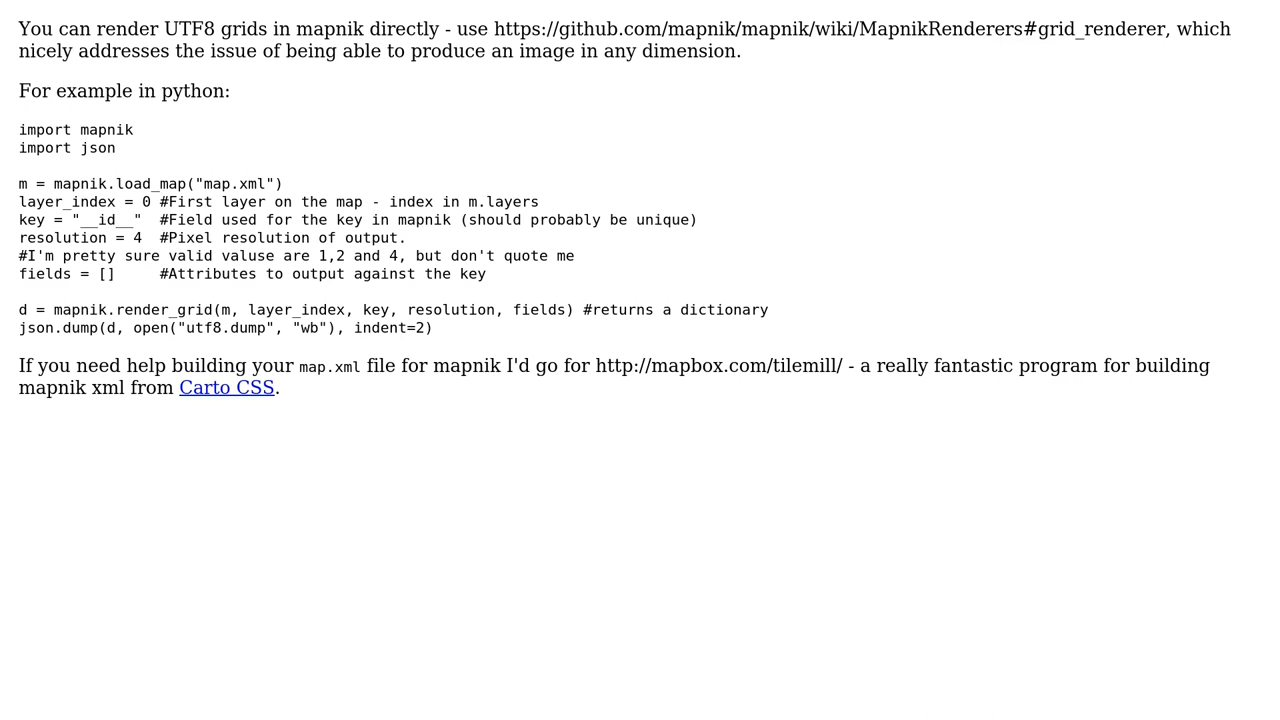 You can render UTF8 grids in mapnik directly - use https://github.com/mapnik/mapnik/wiki/MapnikRenderers#grid_renderer, which
nicely addresses the issue of being able to produce an image in any dimension.
For example in python:
import mapnik
import json
m = mapnik.load_map("map.xml")
layer_index = 0 #First layer on the map - index in m.layers
key = "__id__"  #Field used for the key in mapnik (should probably be unique)
resolution = 4  #Pixel resolution of output.
#I'm pretty sure valid valuse are 1,2 and 4, but don't quote me
fields = []     #Attributes to output against the key
d = mapnik.render_grid(m, layer_index, key, resolution, fields) #returns a dictionary
json.dump(d, open("utf8.dump", "wb"), indent=2)
If you need help building your map.xml file for mapnik I'd go for http://mapbox.com/tilemill/ - a really fantastic program for building
mapnik xml from Carto CSS.